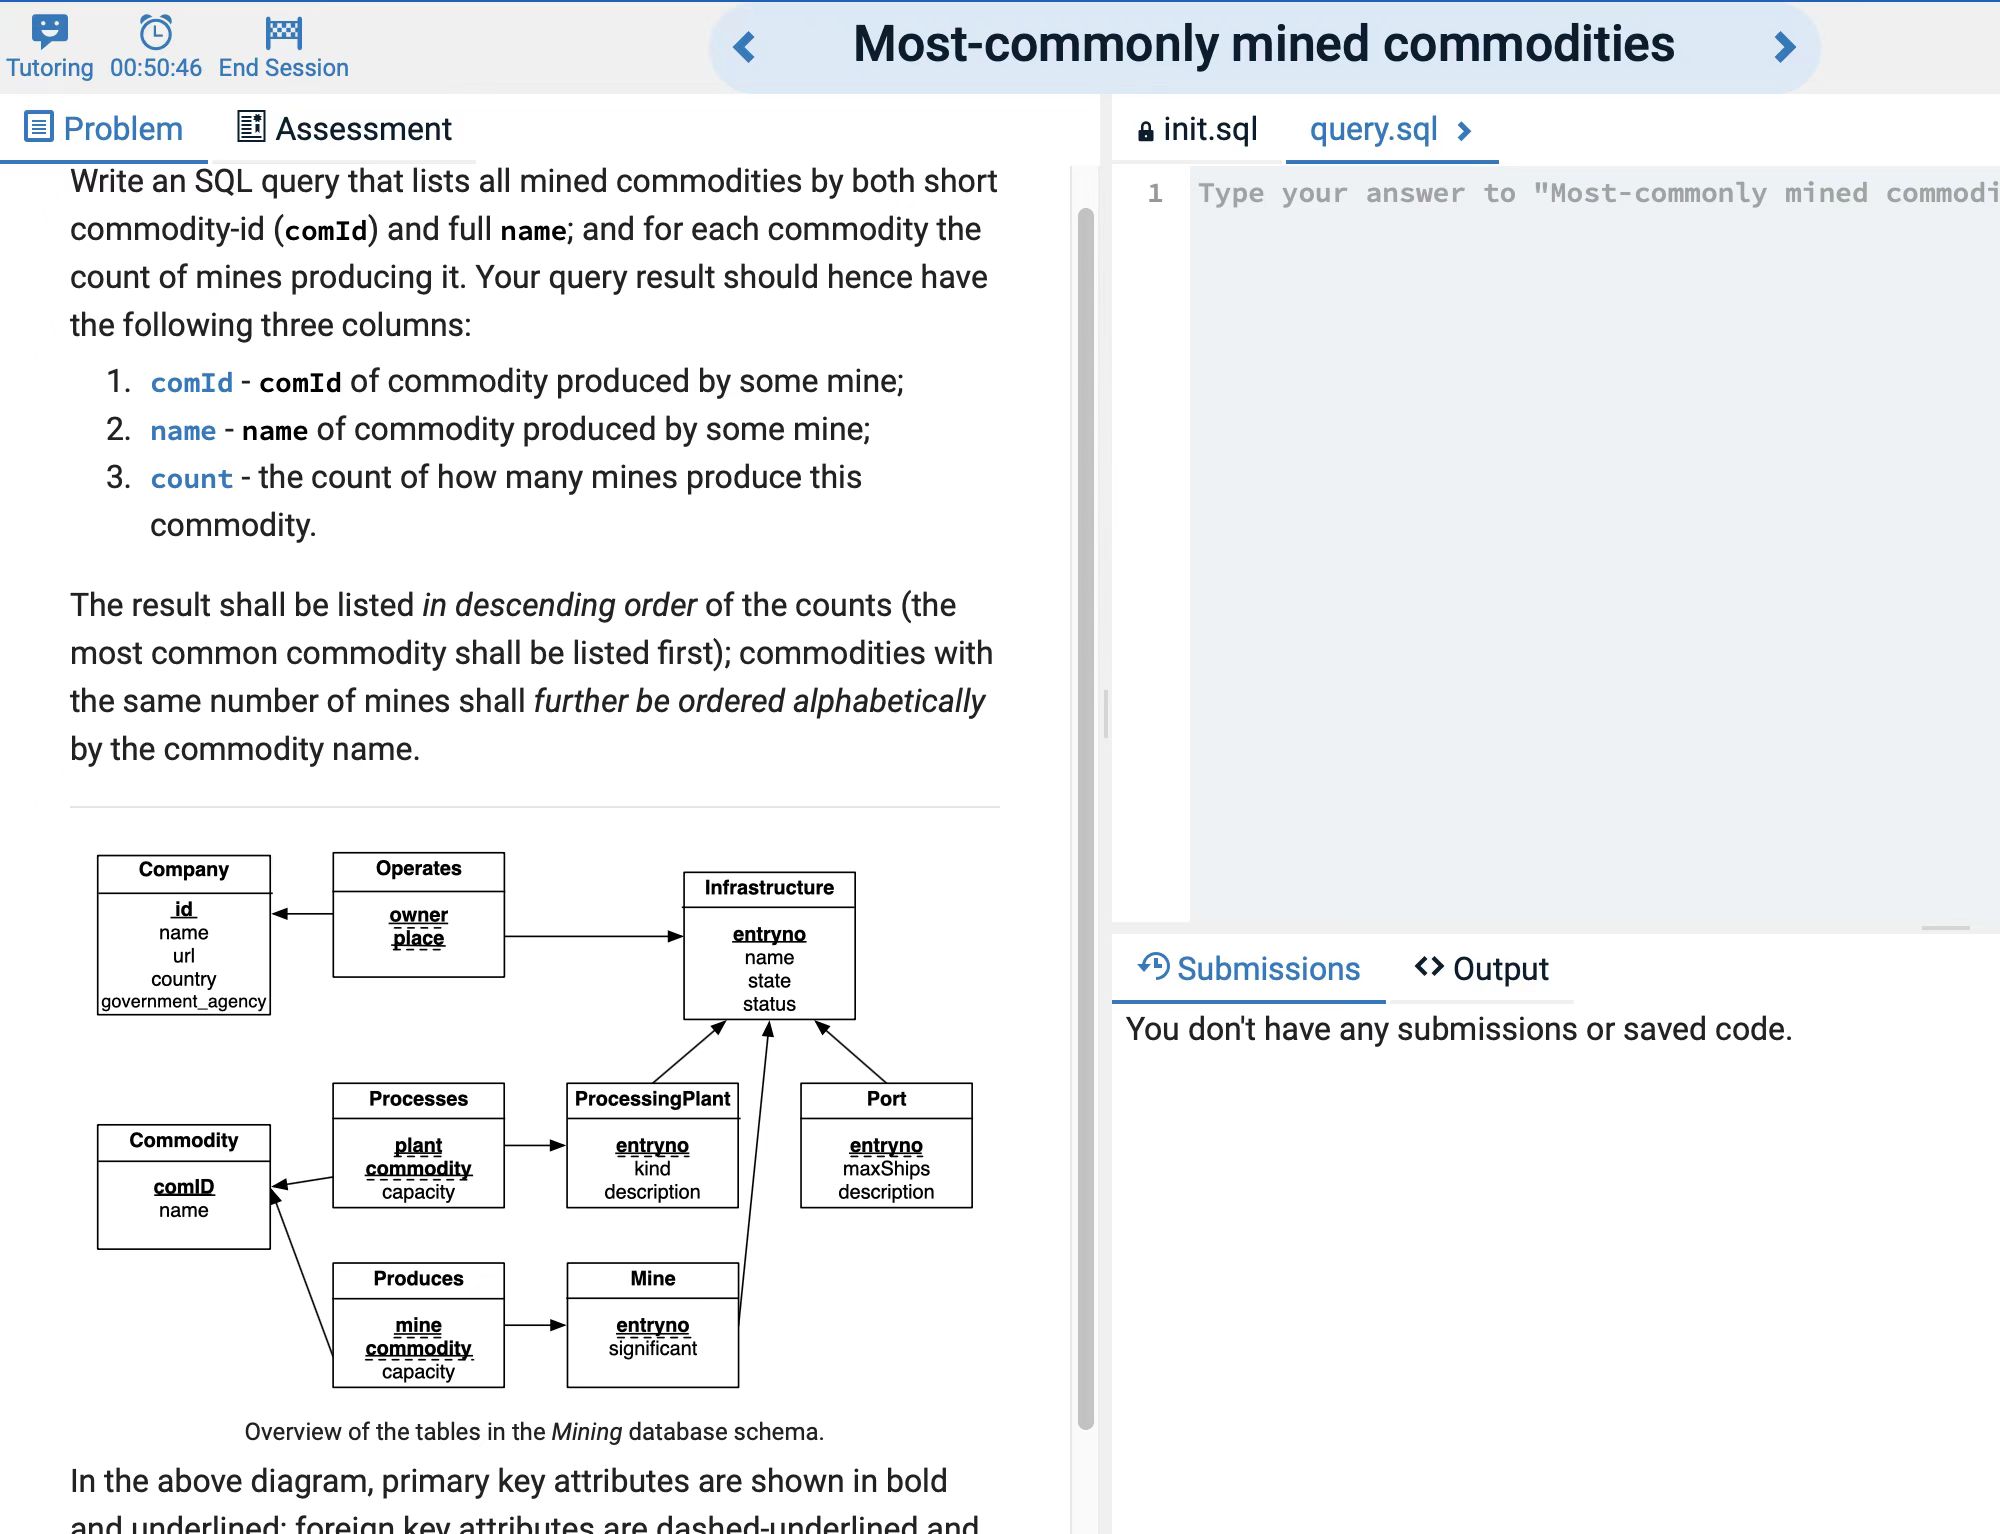 Tutoring
00:50:46
End Session
Most-commonly mined commodities
Problem
Assessment
Write an SQL query that lists all mined commodities by both short
commodity-id (comId) and full name; and for each commodity the
count of mines producing it. Your query result should hence have
the following three columns:
1. comId - comId of commodity produced by some mine;
2. name - name of commodity produced by some mine;
3. count - the count of how many mines produce this
commodity.
The result shall be listed in descending order of the counts (the
most common commodity shall be listed first); commodities with
the same number of mines shall further be ordered alphabetically
by the commodity name.
Company
id
name
url
country
government_agency
Operates
owner
place
Infrastructure
entryno
name
state
status
Commodity
comID
name
Processes
plant
commodity
capacity
ProcessingPlant
entryno
kind
description
Port
entryno
maxShips
description
Produces
mine
commodity
capacity
Mine
entryno
significant
Overview of the tables in the Mining database schema.
In the above diagram, primary key attributes are shown in bold
and underlined; foreign key attributes are dashed-underlined and
init.sql
query.sql
1
Type your answer to "Most-commonly mined commodi
Submissions
<> Output
You don't have any submissions or saved code.